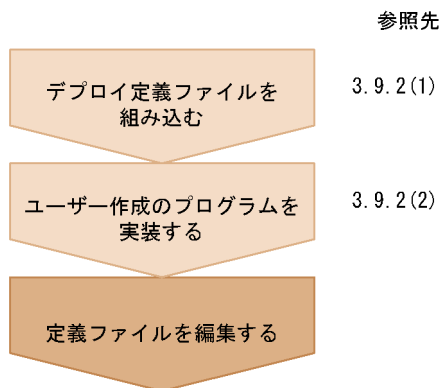 参照先
デプロイ定義ファイルを
組み込む
3.9.2(1)
ユーザー作成のプログラムを
実装する
3.9.2(2)
定義ファイルを編集する